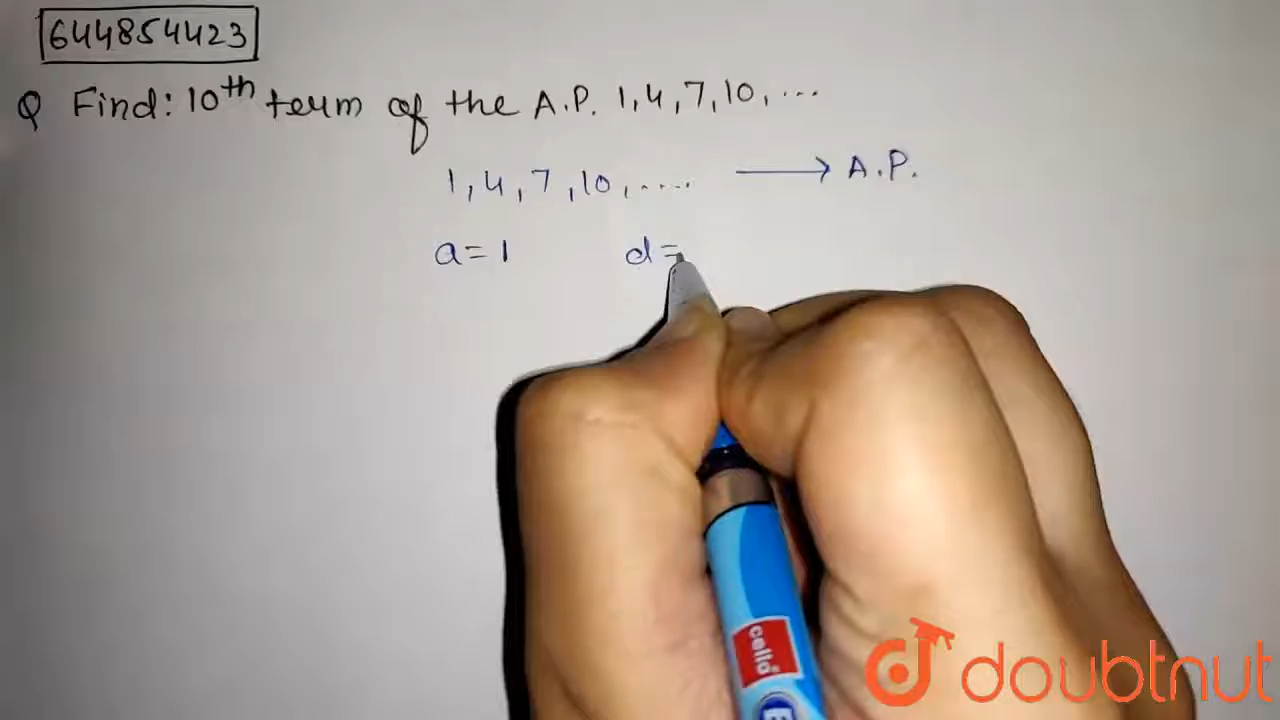 644854423
Q Find: 10th term of the A.P. 1, 4, 7, 10, ...
1, 4, 7, 10, ..... → A.P.
a = 1 d =
cello
doubtnut